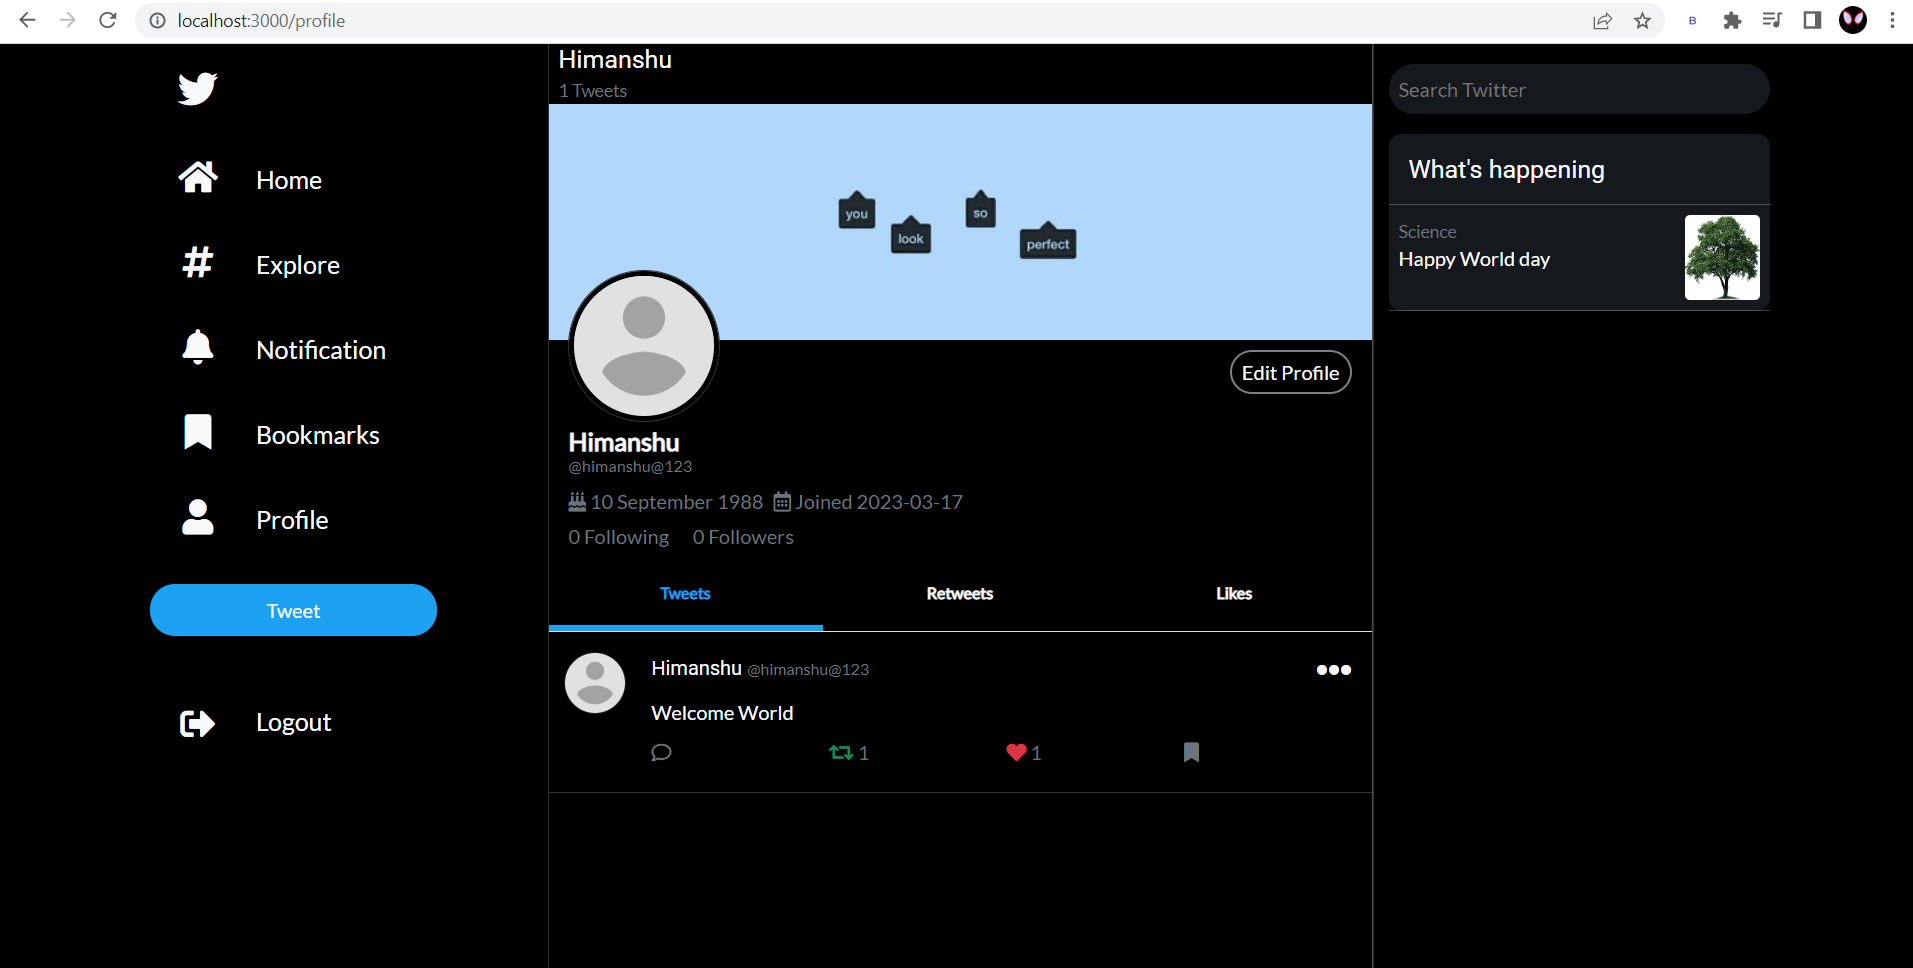 localhost:3000/profile
B
Home
Explore
Notification
Bookmarks
Profile
Tweet
Logout
Himanshu
1 Tweets
you
look
so
perfect
Edit Profile
Himanshu
@himanshu@123
10 September 1988 Joined 2023-03-17
0 Following 0 Followers
Tweets Retweets Likes
Himanshu @himanshu@123
Welcome World
1 1
Search Twitter
What's happening
Science
Happy World day